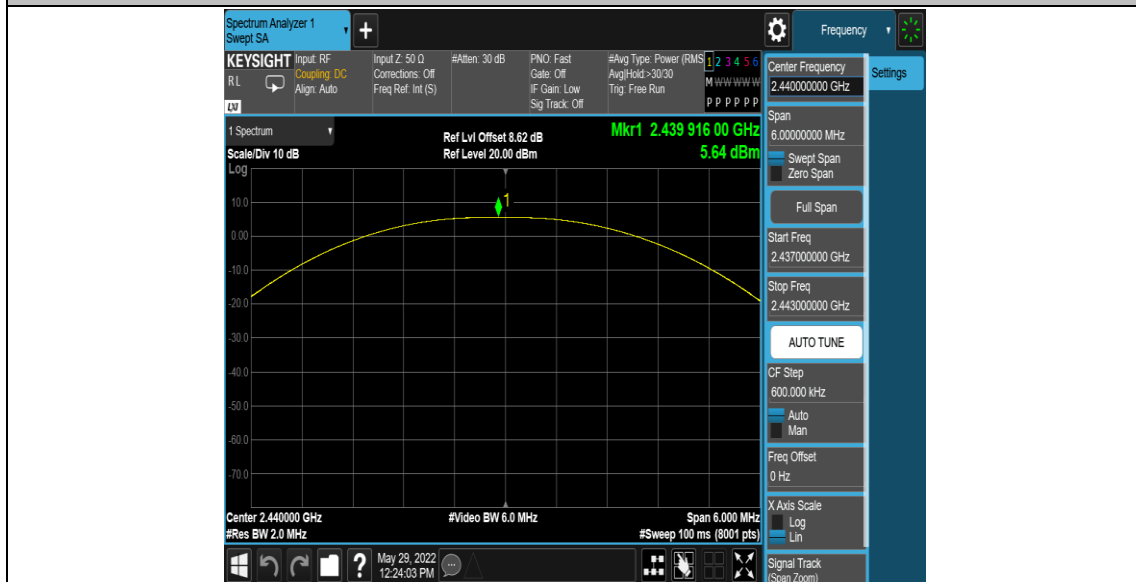 Spectrum Analyzer 1
Swept SA
+
Frequency
KEYSIGHT
RL
LXI
Input: RF
Coupling: DC
Align: Auto
Input Z: 50 Ω
Corrections: Off
Freq Ref: Int (S)
#Atten: 30 dB
PNO: Fast
Gate: Off
IF Gain: Low
Sig Track: Off
#Avg Type: Power (RMS
Avg|Hold:>30/30
Trig: Free Run
1 2 3 4 5 6
M W W W W W
P P P P P P
1 Spectrum
Scale/Div 10 dB
Log
Ref Lvl Offset 8.62 dB
Ref Level 20.00 dBm
Mkr1 2.439 916 00 GHz
5.64 dBm
1
10.0
0.00
-10.0
-20.0
-30.0
-40.0
-50.0
-60.0
-70.0
Center 2.440000 GHz
#Res BW 2.0 MHz
#Video BW 6.0 MHz
Span 6.000 MHz
#Sweep 100 ms (8001 pts)
?
May 29, 2022
12:24:03 PM
Center Frequency
2.440000000 GHz
Settings
Span
6.00000000 MHz
Swept Span
Zero Span
Full Span
Start Freq
2.437000000 GHz
Stop Freq
2.443000000 GHz
AUTO TUNE
CF Step
600.000 kHz
Auto
Man
Freq Offset
0 Hz
X Axis Scale
Log
Lin
Signal Track
(Span Zoom)